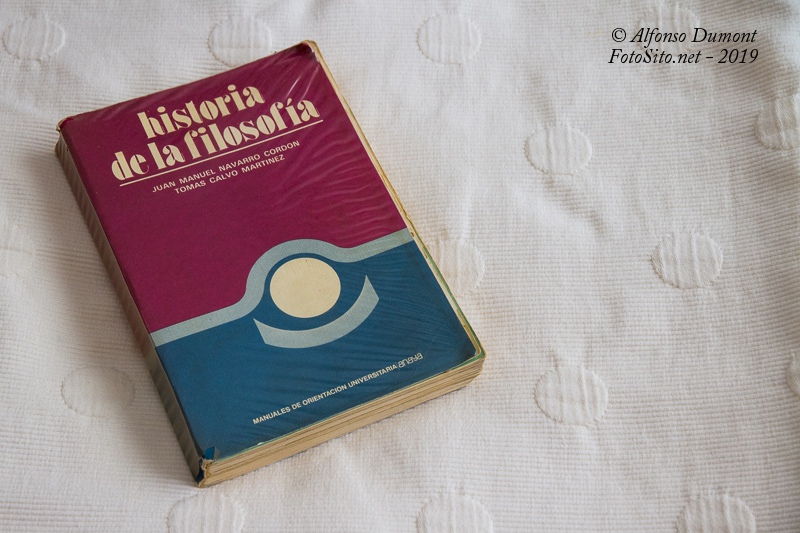 © Alfonso Dumont
FotoSito.net - 2019
historia
de la filosofía
JUAN MANUEL NAVARRO CORDON
TOMAS CALVO MARTINEZ
MANUALES DE ORIENTACION UNIVERSITARIA anaya